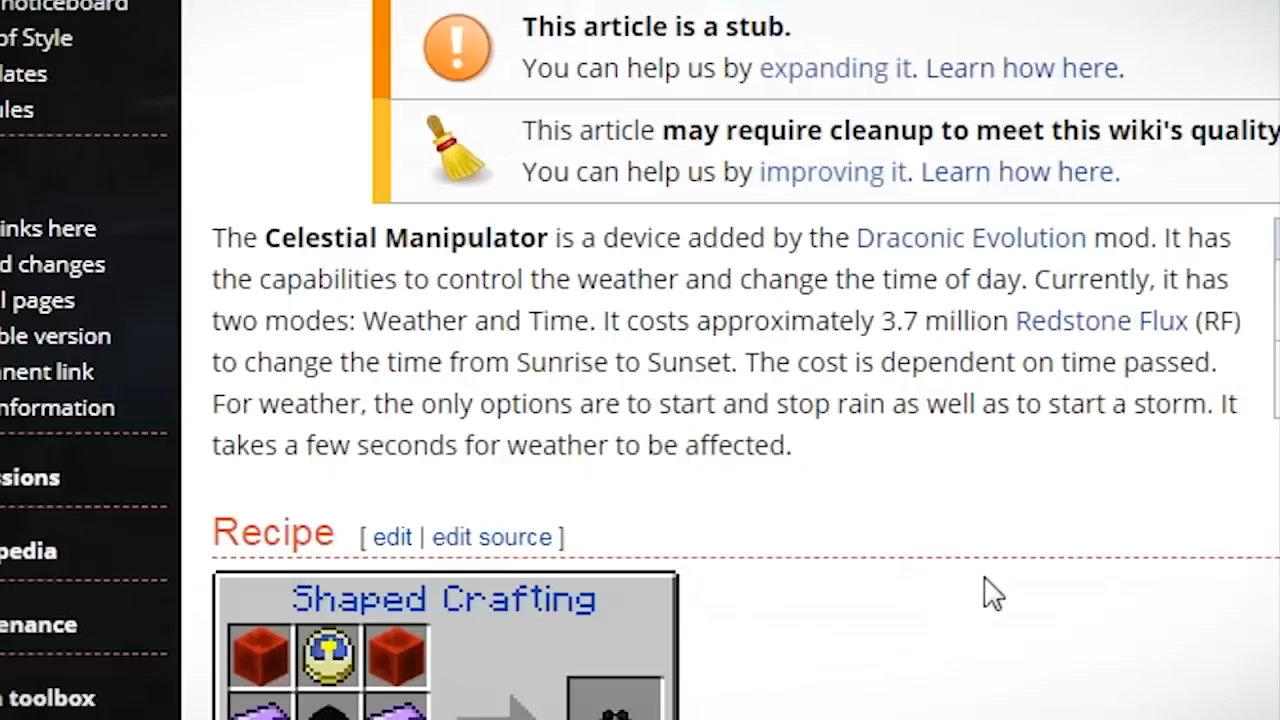 noticeboard
of Style
lates
ules
inks here
d changes
l pages
ble version
nent link
nformation
ssions
pedia
enance
toolbox
This article is a stub.
You can help us by expanding it. Learn how here.
This article may require cleanup to meet this wiki's quality
You can help us by improving it. Learn how here.
The Celestial Manipulator is a device added by the Draconic Evolution mod. It has
the capabilities to control the weather and change the time of day. Currently, it has
two modes: Weather and Time. It costs approximately 3.7 million Redstone Flux (RF)
to change the time from Sunrise to Sunset. The cost is dependent on time passed.
For weather, the only options are to start and stop rain as well as to start a storm. It
takes a few seconds for weather to be affected.
Recipe [ edit | edit source ]
Shaped Crafting